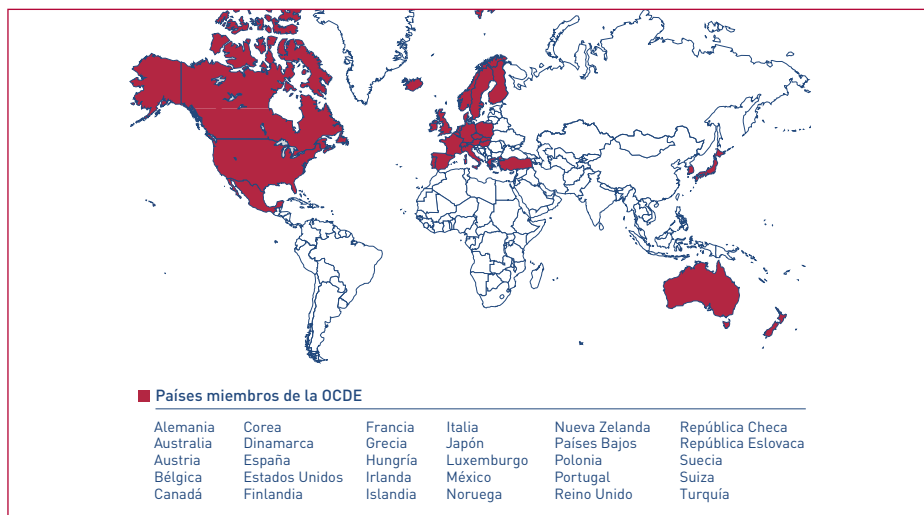 Países miembros de la OCDE
Alemania Corea Francia Italia Nueva Zelanda República Checa
Australia Dinamarca Grecia Japón Países Bajos República Eslovaca
Austria España Hungría Luxemburgo Polonia Suecia
Bélgica Estados Unidos Irlanda México Portugal Suiza
Canadá Finlandia Islandia Noruega Reino Unido Turquía